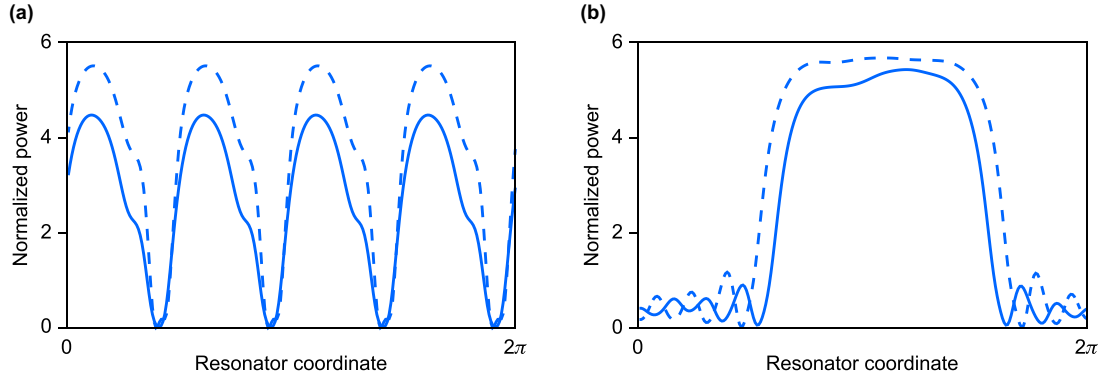 (a)
6
4
2
0
Normalized power
0
2π
Resonator coordinate
(b)
6
4
2
0
Normalized power
0
2π
Resonator coordinate